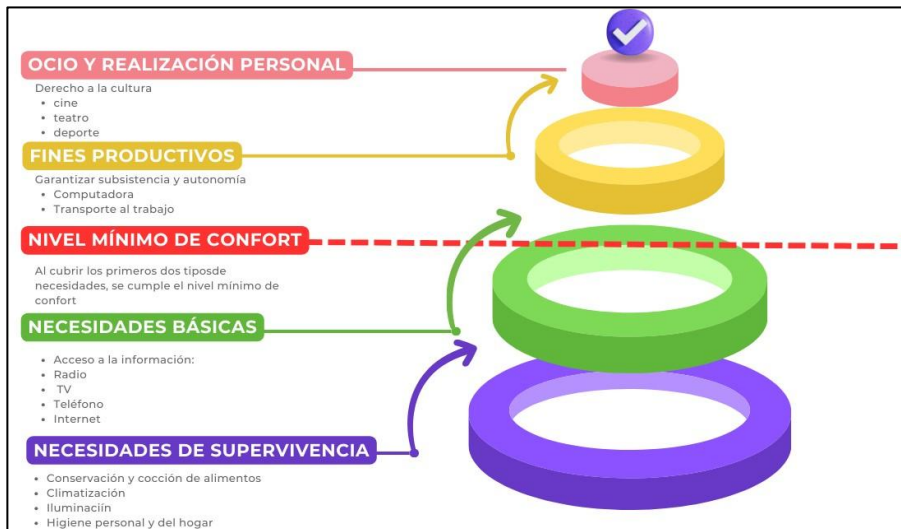 OCIO Y REALIZACIÓN PERSONAL
Derecho a la cultura
• cine
• teatro
• deporte
FINES PRODUCTIVOS
Garantizar subsistencia y autonomía
• Computadora
• Transporte al trabajo
NIVEL MÍNIMO DE CONFORT
Al cubrir los primeros dos tiposde
necesidades, se cumple el nivel mínimo de
confort
NECESIDADES BÁSICAS
• Acceso a la información:
• Radio
• TV
• Teléfono
• Internet
NECESIDADES DE SUPERVIVENCIA
• Conservación y cocción de alimentos
• Climatización
• Iluminaciín
• Higiene personal y del hogar